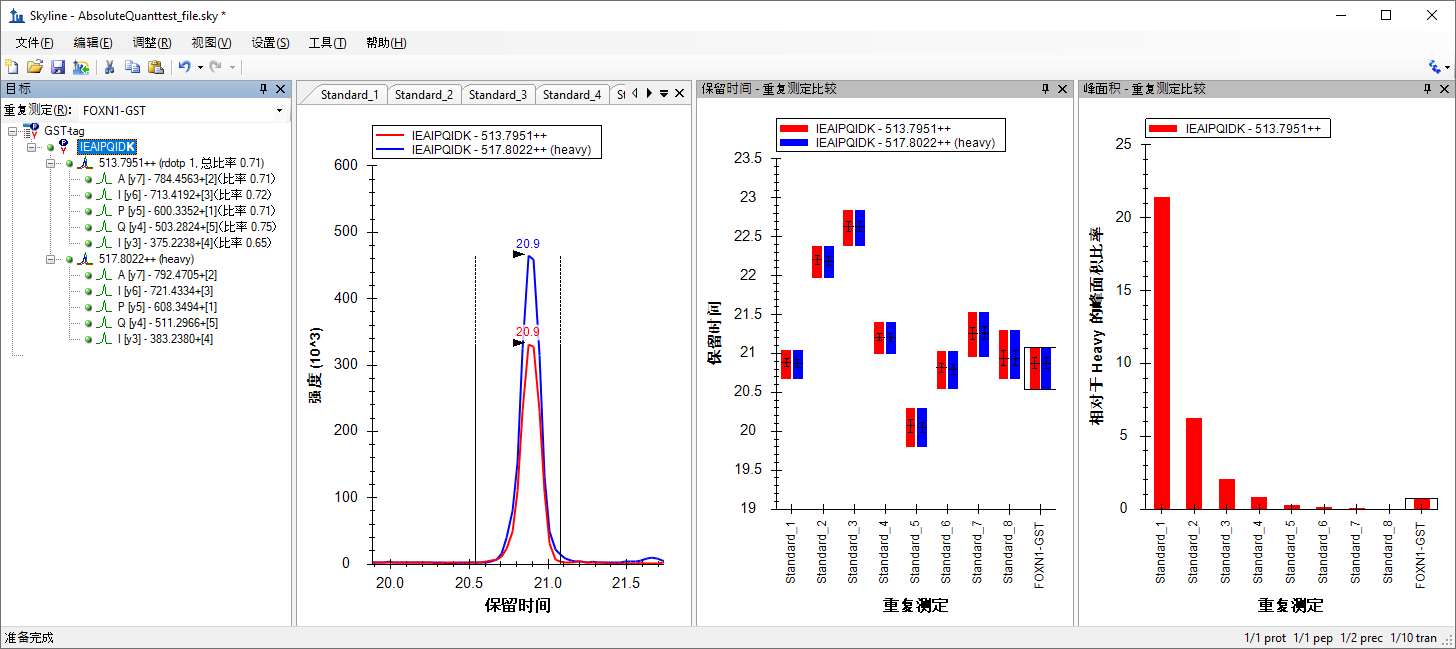 Skyline - AbsoluteQuanttest_file.sky *
文件(F) 编辑(E) 调整(R) 视图(V) 设置(S) 工具(T) 帮助(H)
目标
重复测定(R): FOXN1-GST
GST-tag
IEAIPQIDK
513.7951++ (rdotp 1, 总比率 0.71)
A [y7] - 784.4563+[2](比率 0.71)
I [y6] - 713.4192+[3](比率 0.72)
P [y5] - 600.3352+[1](比率 0.71)
Q [y4] - 503.2824+[5](比率 0.75)
I [y3] - 375.2238+[4](比率 0.65)
517.8022++ (heavy)
A [y7] - 792.4705+[2]
I [y6] - 721.4334+[3]
P [y5] - 608.3494+[1]
Q [y4] - 511.2966+[5]
I [y3] - 383.2380+[4]
Standard_1 Standard_2 Standard_3 Standard_4 St
IEAIPQIDK - 513.7951++
IEAIPQIDK - 517.8022++ (heavy)
600
500
400
300
200
100
0
强度 (10^3)
20.9
20.9
20.0 20.5 21.0 21.5
保留时间
保留时间 - 重复测定比较
IEAIPQIDK - 513.7951++
IEAIPQIDK - 517.8022++ (heavy)
23.5
23
22.5
22
21.5
21
20.5
20
19.5
19
保留时间
Standard_1
Standard_2
Standard_3
Standard_4
Standard_5
Standard_6
Standard_7
Standard_8
FOXN1-GST
重复测定
峰面积 - 重复测定比较
IEAIPQIDK - 513.7951++
25
20
15
10
5
0
相对于 Heavy 的峰面积比率
Standard_1
Standard_2
Standard_3
Standard_4
Standard_5
Standard_6
Standard_7
Standard_8
FOXN1-GST
重复测定
准备完成
1/1 prot 1/1 pep 1/2 prec 1/10 tran